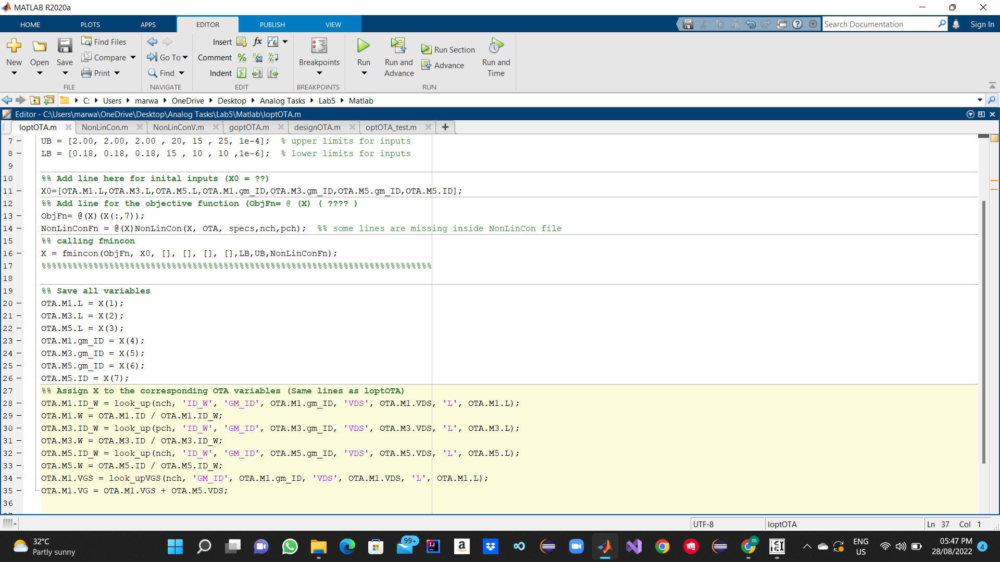 MATLAB R2020a
HOME PLOTS APPS EDITOR PUBLISH VIEW
Search Documentation
Sign In
New Open Save
Find Files
Compare
Print
FILE
Go To
Find
NAVIGATE
Insert
Comment
Indent
EDIT
Breakpoints
BREAKPOINTS
Run
Run and Advance
Run Section
Advance
Run and Time
RUN
C: Users marwa OneDrive Desktop Analog Tasks Lab5 Matlab
Editor - C:\Users\marwa\OneDrive\Desktop\Analog Tasks\Lab5\Matlab\loptOTA.m
loptOTA.m NonLinCon.m NonLinConV.m goptOTA.m designOTA.m optOTA_test.m
7 UB = [2.00, 2.00, 2.00 , 20, 15 , 25, 1e-4]; % upper limits for inputs
8 LB = [0.18, 0.18, 0.18, 15 , 10 , 10 ,1e-6]; % lower limits for inputs
9
10 %% Add line here for inital inputs (X0 = ??)
11 X0=[OTA.M1.L,OTA.M3.L,OTA.M5.L,OTA.M1.gm_ID,OTA.M3.gm_ID,OTA.M5.gm_ID,OTA.M5.ID];
12 %% Add line for the objective function (ObjFn= @ (X) ( ???? )
13 ObjFn= @(X)(X(:,7));
14 NonLinConFn = @(X)NonLinCon(X, OTA, specs,nch,pch); %% some lines are missing inside NonLinCon file
15 %% calling fmincon
16 X = fmincon(ObjFn, X0, [], [], [], [],LB,UB,NonLinConFn);
17 %%%%%%%%%%%%%%%%%%%%%%%%%%%%%%%%%%%%%%%%%%%%%%%%%%%%%%%%%%%%%%%%%%%%%%%%%%%%%
18
19 %% Save all variables
20 OTA.M1.L = X(1);
21 OTA.M3.L = X(2);
22 OTA.M5.L = X(3);
23 OTA.M1.gm_ID = X(4);
24 OTA.M3.gm_ID = X(5);
25 OTA.M5.gm_ID = X(6);
26 OTA.M5.ID = X(7);
27 %% Assign X to the corresponding OTA variables (Same lines as loptOTA)
28 OTA.M1.ID_W = look_up(nch, 'ID_W', 'GM_ID', OTA.M1.gm_ID, 'VDS', OTA.M1.VDS, 'L', OTA.M1.L);
29 OTA.M1.W = OTA.M1.ID / OTA.M1.ID_W;
30 OTA.M3.ID_W = look_up(pch, 'ID_W', 'GM_ID', OTA.M3.gm_ID, 'VDS', OTA.M3.VDS, 'L', OTA.M3.L);
31 OTA.M3.W = OTA.M3.ID / OTA.M3.ID_W;
32 OTA.M5.ID_W = look_up(nch, 'ID_W', 'GM_ID', OTA.M5.gm_ID, 'VDS', OTA.M5.VDS, 'L', OTA.M5.L);
33 OTA.M5.W = OTA.M5.ID / OTA.M5.ID_W;
34 OTA.M1.VGS = look_upVGS(nch, 'GM_ID', OTA.M1.gm_ID, 'VDS', OTA.M1.VDS, 'L', OTA.M1.L);
35 OTA.M1.VG = OTA.M1.VGS + OTA.M5.VDS;
36
UTF-8 loptOTA Ln 37 Col 1
32°C
Partly sunny
99+
ENG
US
05:47 PM
28/08/2022
4